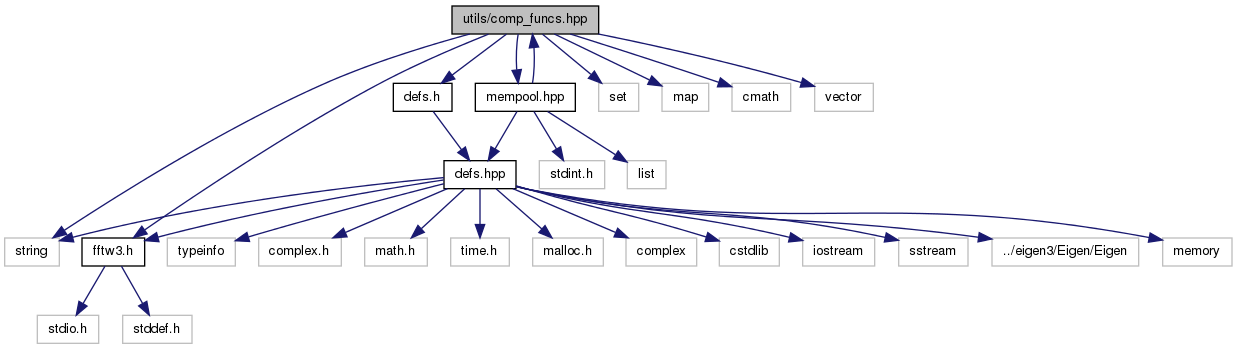 utils/comp_funcs.hpp
defs.h
mempool.hpp
set
map
cmath
vector
defs.hpp
stdint.h
list
string
fftw3.h
typeinfo
complex.h
math.h
time.h
malloc.h
complex
cstdlib
iostream
sstream
../eigen3/Eigen/Eigen
memory
stdio.h
stddef.h